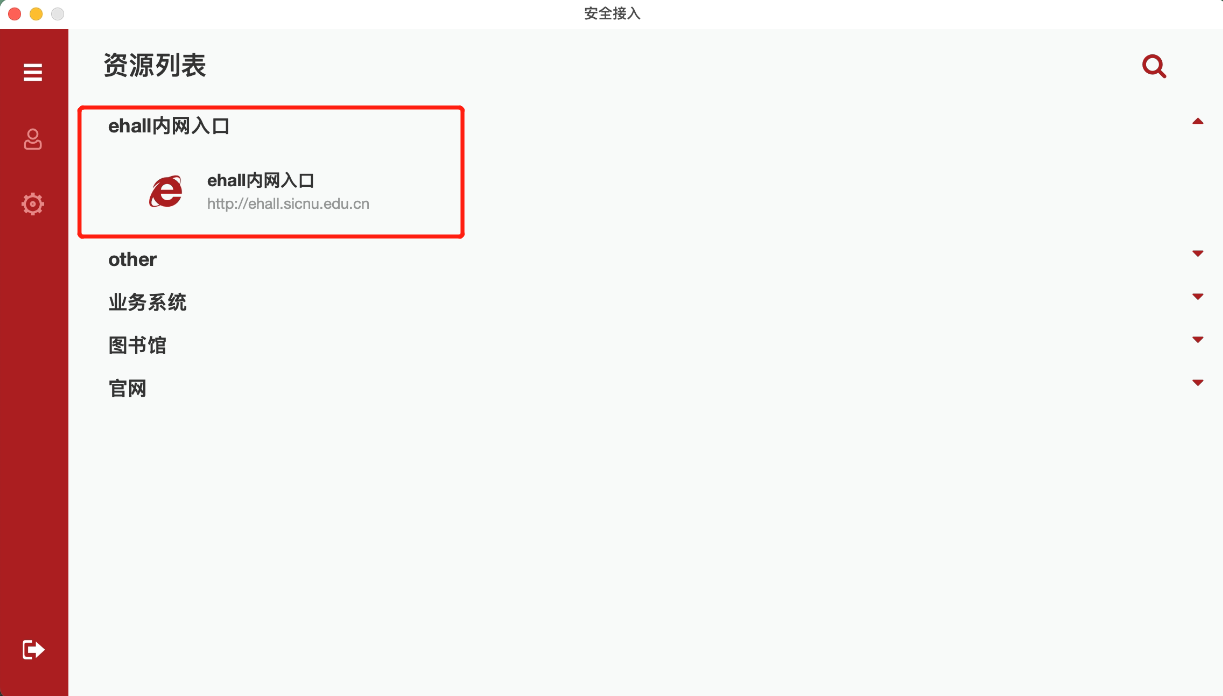 安全接入
资源列表
ehall内网入口
ehall内网入口
http://ehall.sicnu.edu.cn
other
业务系统
图书馆
官网